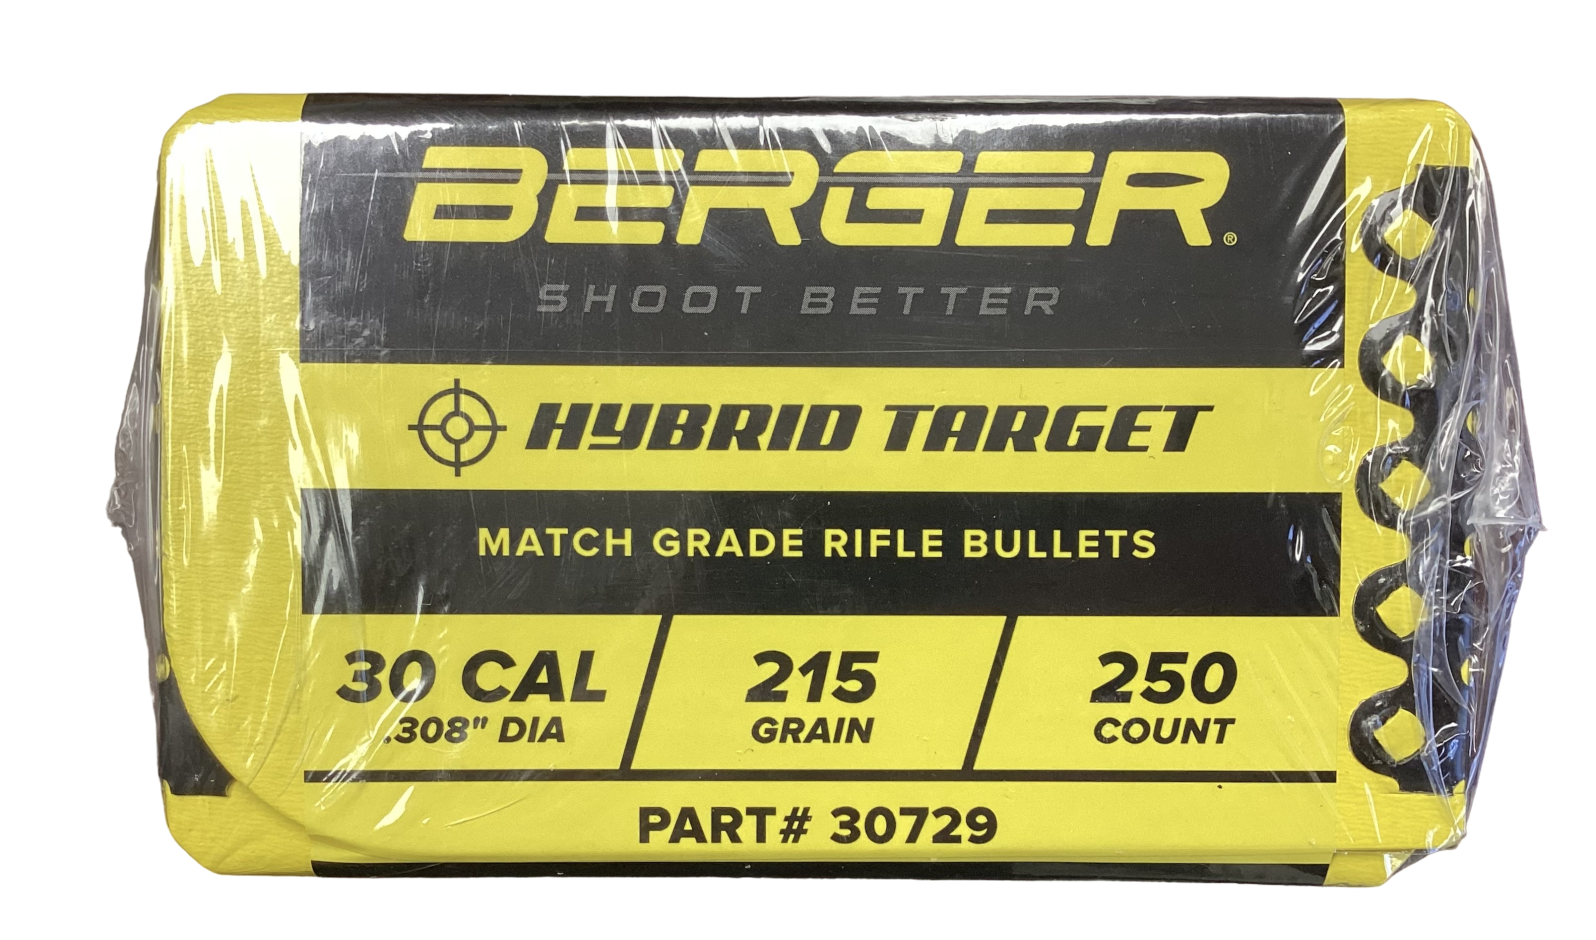 BERGER®
SHOOT BETTER
HYBRID TARGET
MATCH GRADE RIFLE BULLETS
30 CAL
.308" DIA
215
GRAIN
250
COUNT
PART# 30729